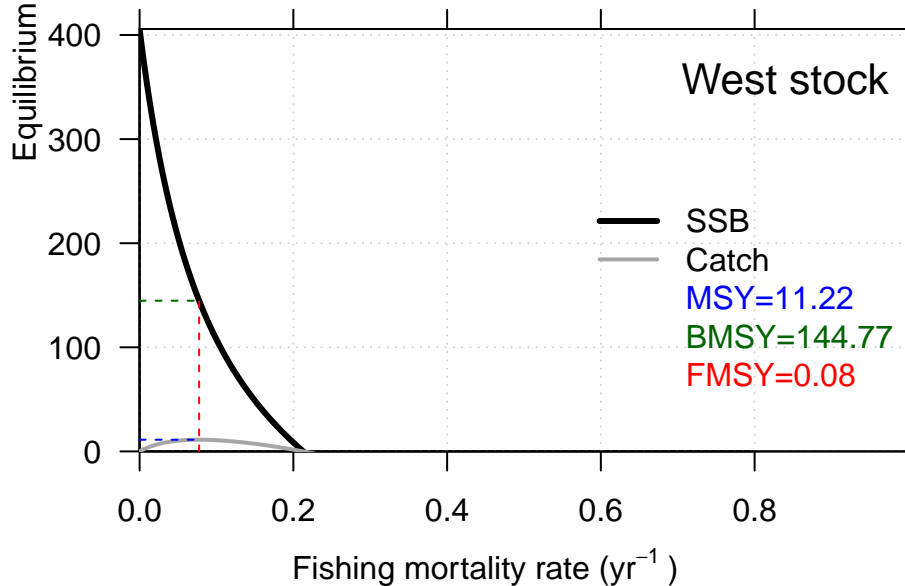 Equilibrium
400
300
200
100
0
West stock
SSB
Catch
MSY=11.22
BMSY=144.77
FMSY=0.08
0.0 0.2 0.4 0.6 0.8
Fishing mortality rate (yr⁻¹ )